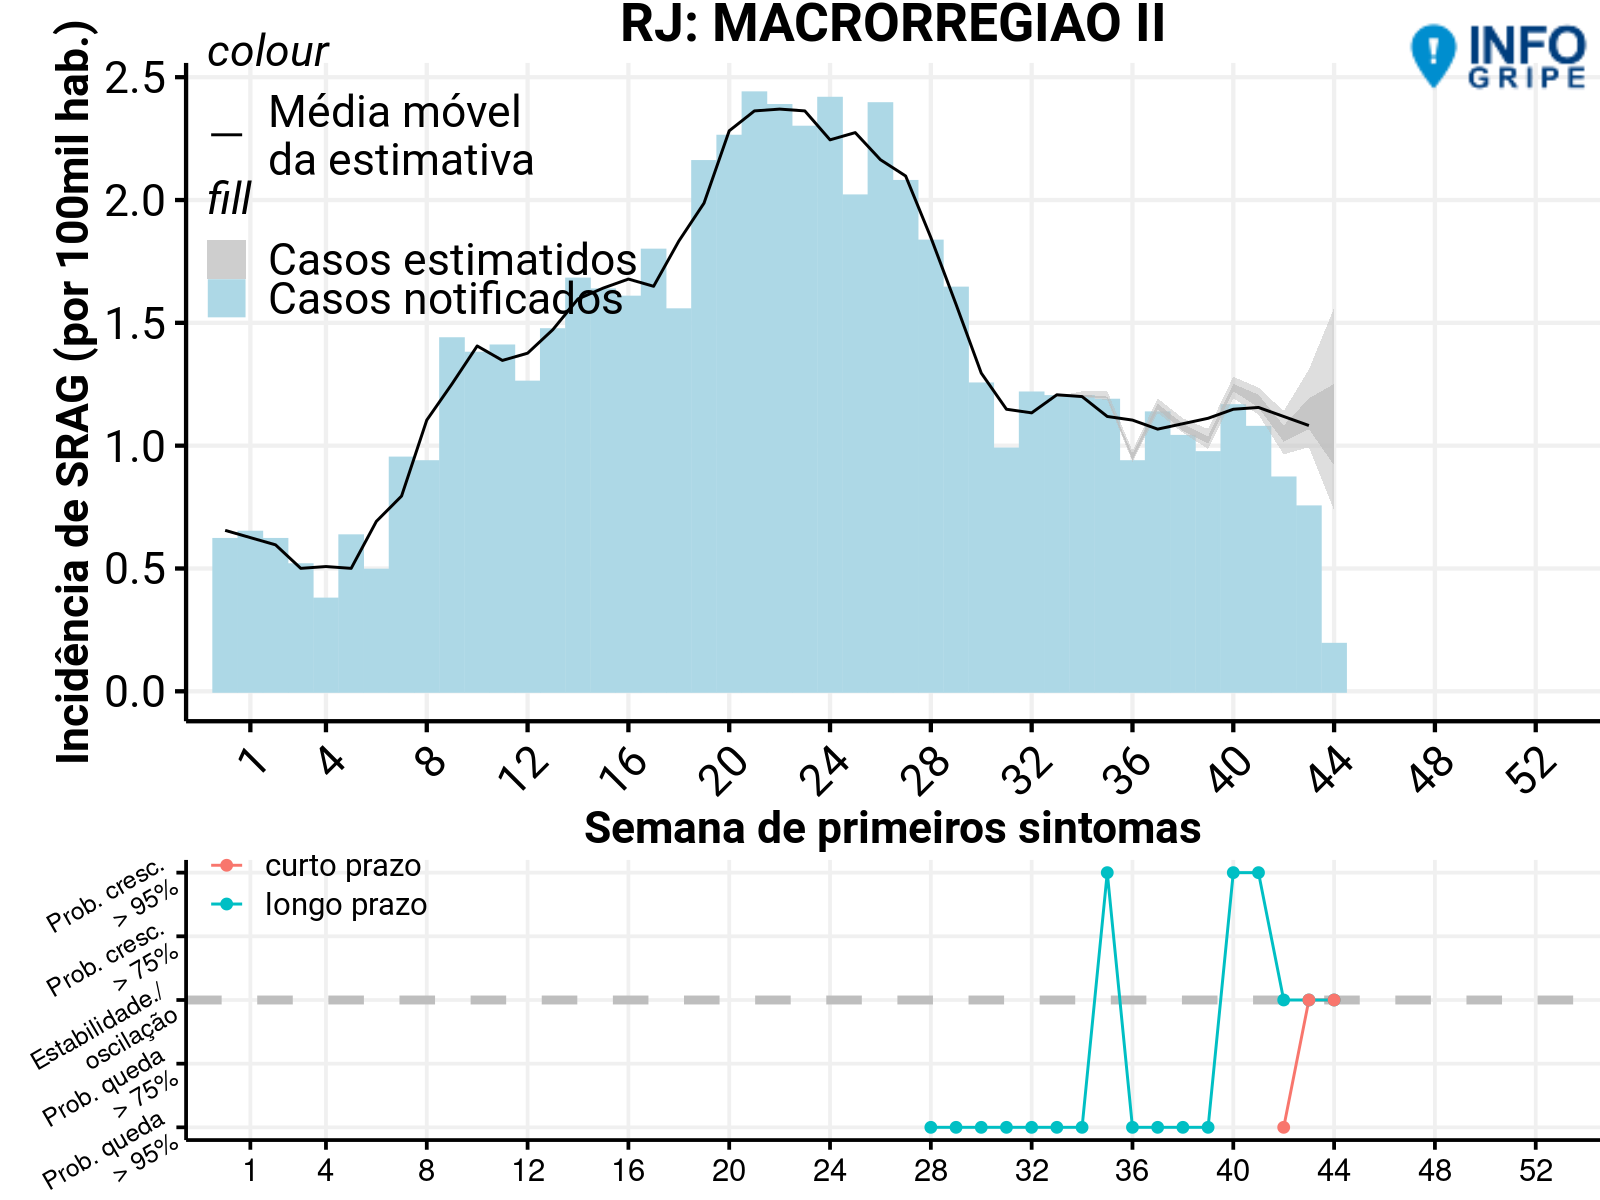 RJ: MACRORREGIAO II
INFO
GRIPE
Incidência de SRAG (por 100mil hab.)
colour
Média móvel
da estimativa
fill
Casos estimatidos
Casos notificados
2.5
2.0
1.5
1.0
0.5
0.0
1 4 8 12 16 20 24 28 32 36 40 44 48 52
Semana de primeiros sintomas
curto prazo
longo prazo
Prob. cresc.
> 95%
Prob. cresc.
> 75%
Estabilidade./
oscilação
Prob. queda
> 75%
Prob. queda
> 95%
1 4 8 12 16 20 24 28 32 36 40 44 48 52